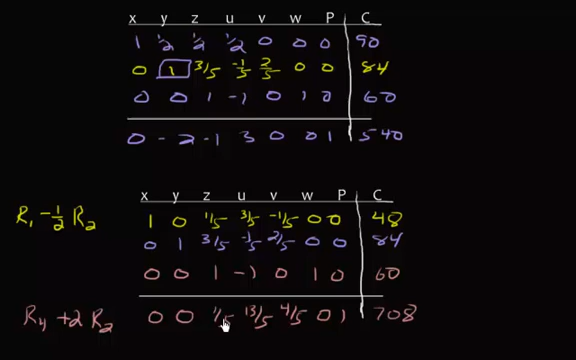 x y z u v w P C
1 1/2 1/2 1/2 0 0 0 90
0 1 3/5 -1/5 2/5 0 0 84
0 0 1 -1 0 1 0 60
0 -2 -1 3 0 0 1 540
x y z u v w P C
R1 - 1/2 R2 1 0 1/5 3/5 -1/5 0 0 48
0 1 3/5 -1/5 2/5 0 0 84
0 0 1 -1 0 1 0 60
R4 + 2 R2 0 0 1/5 13/5 4/5 0 1 708